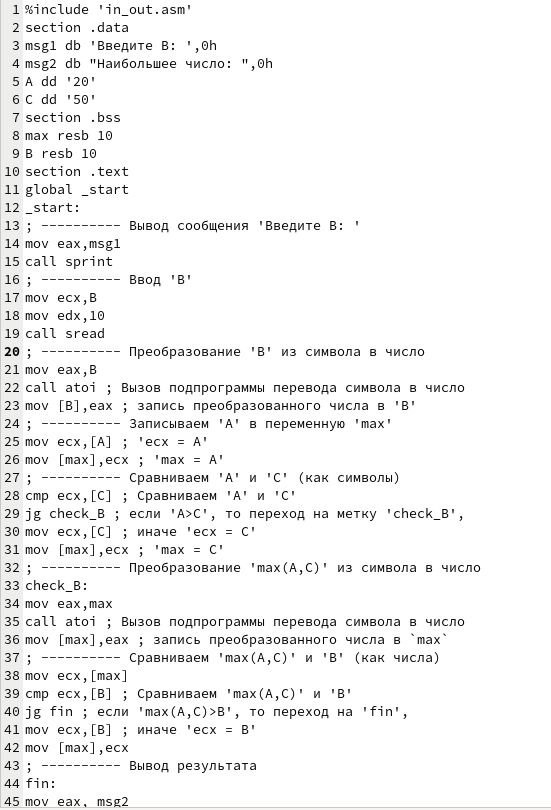 1 %include 'in_out.asm'
2 section .data
3 msg1 db 'Введите B: ',0h
4 msg2 db "Наибольшее число: ",0h
5 A dd '20'
6 C dd '50'
7 section .bss
8 max resb 10
9 B resb 10
10 section .text
11 global _start
12 _start:
13 ; ---------- Вывод сообщения 'Введите B: '
14 mov eax,msg1
15 call sprint
16 ; ---------- Ввод 'B'
17 mov ecx,B
18 mov edx,10
19 call sread
20 ; ---------- Преобразование 'B' из символа в число
21 mov eax,B
22 call atoi ; Вызов подпрограммы перевода символа в число
23 mov [B],eax ; запись преобразованного числа в 'B'
24 ; ---------- Записываем 'A' в переменную 'max'
25 mov ecx,[A] ; 'ecx = A'
26 mov [max],ecx ; 'max = A'
27 ; ---------- Сравниваем 'A' и 'C' (как символы)
28 cmp ecx,[C] ; Сравниваем 'A' и 'C'
29 jg check_B ; если 'A>C', то переход на метку 'check_B',
30 mov ecx,[C] ; иначе 'ecx = C'
31 mov [max],ecx ; 'max = C'
32 ; ---------- Преобразование 'max(A,C)' из символа в число
33 check_B:
34 mov eax,max
35 call atoi ; Вызов подпрограммы перевода символа в число
36 mov [max],eax ; запись преобразованного числа в `max`
37 ; ---------- Сравниваем 'max(A,C)' и 'B' (как числа)
38 mov ecx,[max]
39 cmp ecx,[B] ; Сравниваем 'max(A,C)' и 'B'
40 jg fin ; если 'max(A,C)>B', то переход на 'fin',
41 mov ecx,[B] ; иначе 'ecx = B'
42 mov [max],ecx
43 ; ---------- Вывод результата
44 fin:
45 mov eax, msg2